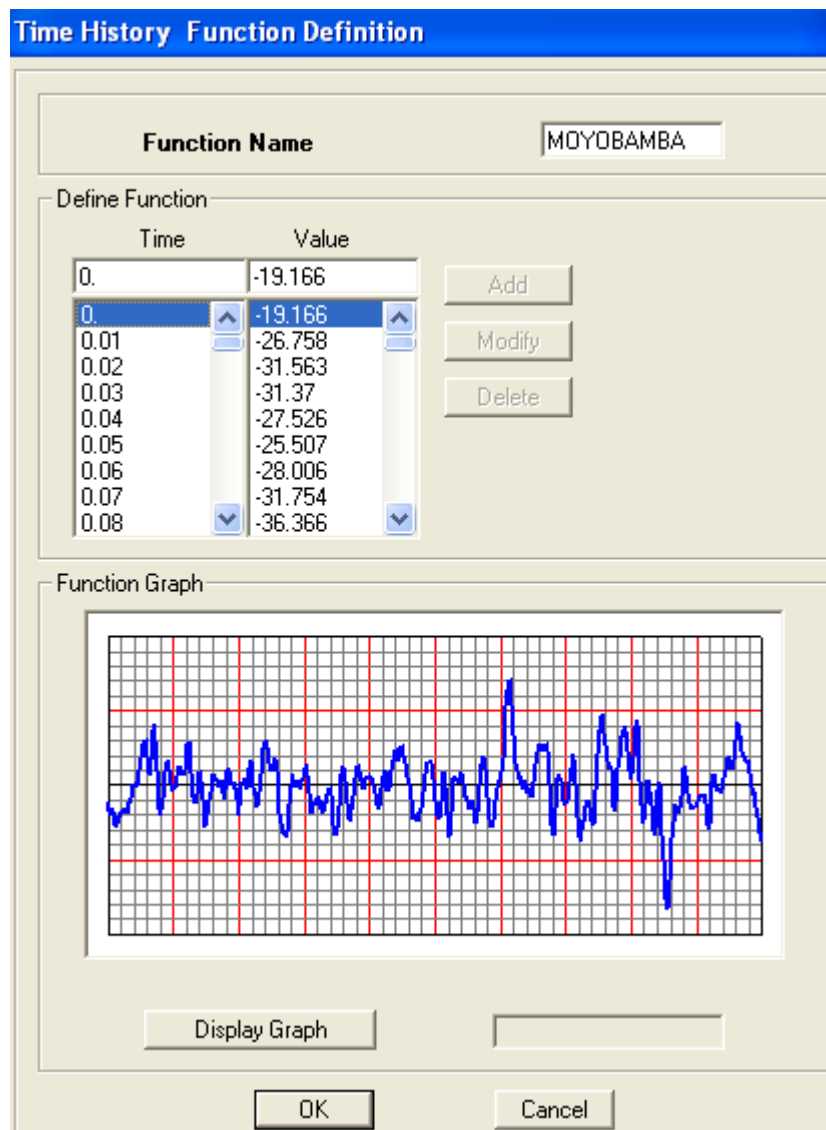 Time History Function Definition
Function Name MOYOBAMBA
Define Function
Time Value
0. -19.166 Add
0. -19.166
0.01 -26.758 Modify
0.02 -31.563
0.03 -31.37 Delete
0.04 -27.526
0.05 -25.507
0.06 -28.006
0.07 -31.754
0.08 -36.366
Function Graph
Display Graph
OK Cancel